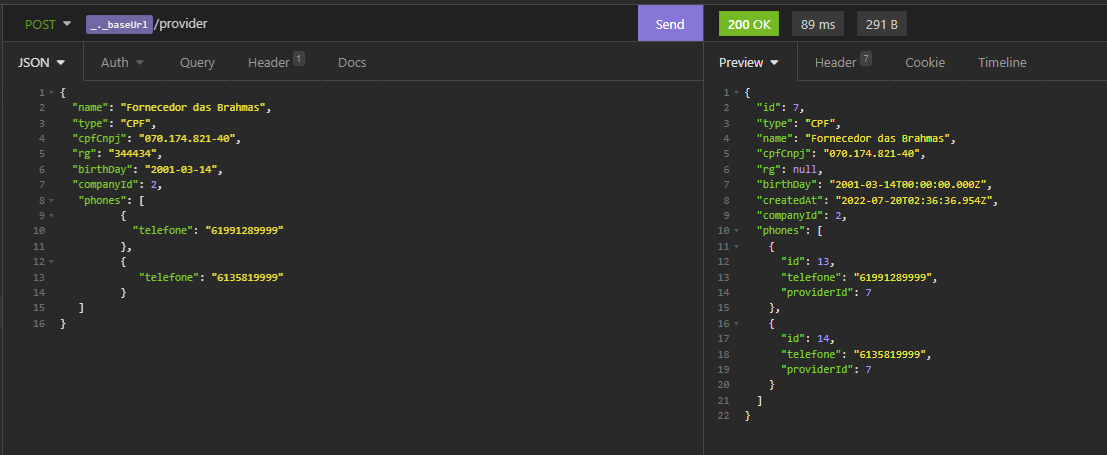 POST _._baseUrl /provider Send
JSON Auth Query Header 1 Docs
1 {
2 "name": "Fornecedor das Brahmas",
3 "type": "CPF",
4 "cpfCnpj": "070.174.821-40",
5 "rg": "344434",
6 "birthDay": "2001-03-14",
7 "companyId": 2,
8 "phones": [
9 {
10 "telefone": "61991289999"
11 },
12 {
13 "telefone": "6135819999"
14 }
15 ]
16 }
200 OK 89 ms 291 B
Preview Header 7 Cookie Timeline
1 {
2 "id": 7,
3 "type": "CPF",
4 "name": "Fornecedor das Brahmas",
5 "cpfCnpj": "070.174.821-40",
6 "rg": null,
7 "birthDay": "2001-03-14T00:00:00.000Z",
8 "createdAt": "2022-07-20T02:36:36.954Z",
9 "companyId": 2,
10 "phones": [
11 {
12 "id": 13,
13 "telefone": "61991289999",
14 "providerId": 7
15 },
16 {
17 "id": 14,
18 "telefone": "6135819999",
19 "providerId": 7
20 }
21 ]
22 }